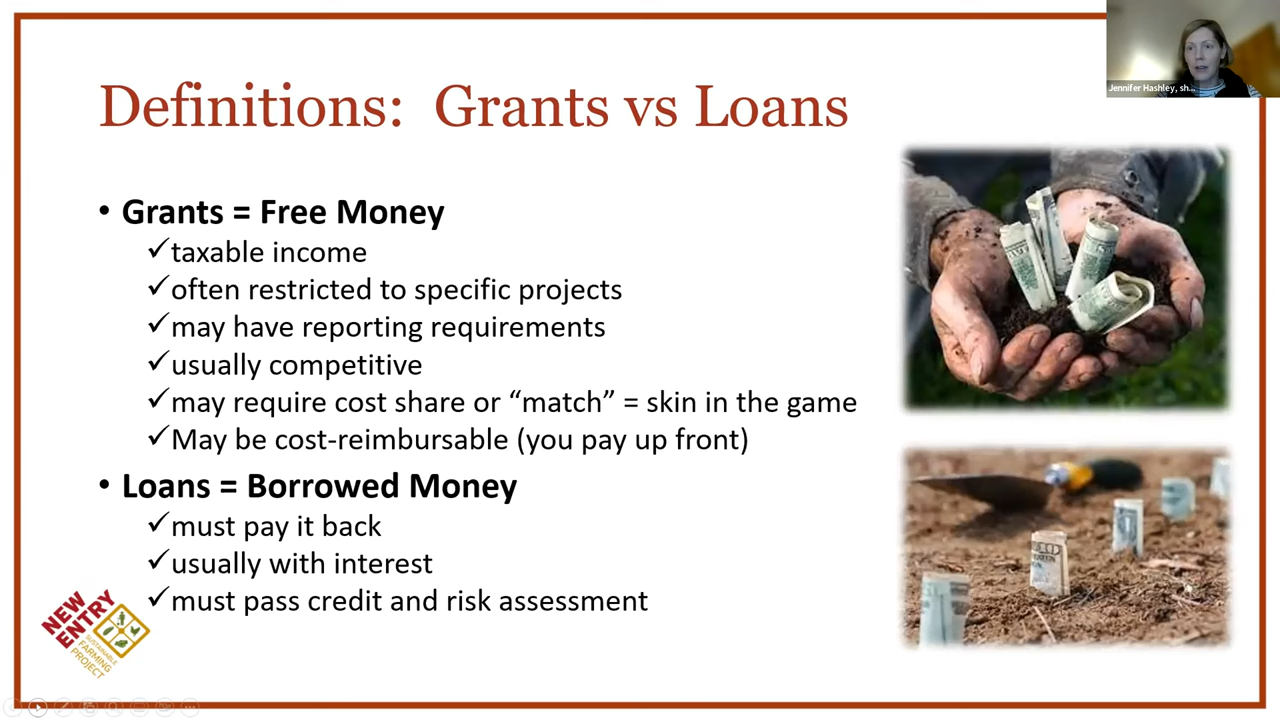 Definitions: Grants vs Loans
Jennifer Hashley, sh...
• Grants = Free Money
✓taxable income
✓often restricted to specific projects
✓may have reporting requirements
✓usually competitive
✓may require cost share or “match” = skin in the game
✓May be cost-reimbursable (you pay up front)
• Loans = Borrowed Money
✓must pay it back
✓usually with interest
✓must pass credit and risk assessment
NEW
ENTRY
SUSTAINABLE
FARMING
PROJECT